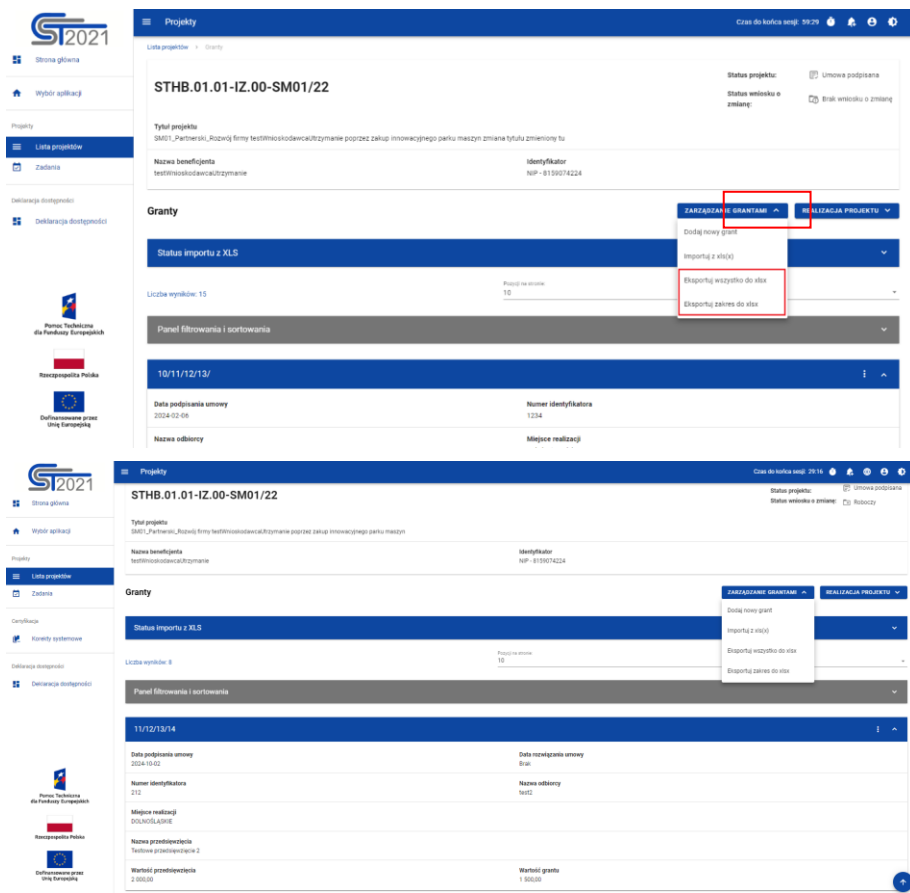 ST2021
Projekty
Czas do końca sesji: 59:29
Strona główna
Wybór aplikacji
Projekty
Lista projektów
Zadania
Deklaracja dostępności
Deklaracja dostępności
Pomoc Techniczna
dla Funduszy Europejskich
Rzeczpospolita Polska
Dofinansowane przez
Unię Europejską
Lista projektów > Granty
STHB.01.01-IZ.00-SM01/22
Status projektu: Umowa podpisana
Status wniosku o
zmianę: Brak wniosku o zmianę
Tytuł projektu
SM01_Partnerski_Rozwój firmy testWnioskodawcaUtrzymanie poprzez zakup innowacyjnego parku maszyn zmiana tytułu zmieniony tu
Nazwa beneficjenta
testWnioskodawcaUtrzymanie
Identyfikator
NIP - 8159074224
Granty
ZARZĄDZANIE GRANTAMI
REALIZACJA PROJEKTU
Dodaj nowy grant
Importuj z xls(x)
Eksportuj wszystko do xlsx
Eksportuj zakres do xlsx
Status importu z XLS
Liczba wyników: 15
Pozycji na stronie:
10
Panel filtrowania i sortowania
10/11/12/13/
Data podpisania umowy
2024-02-06
Numer identyfikatora
1234
Nazwa odbiorcy
Miejsce realizacji
ST2021
Projekty
Czas do końca sesji: 29:16
Strona główna
Wybór aplikacji
Projekty
Lista projektów
Zadania
Certyfikacja
Korekty systemowe
Deklaracja dostępności
Deklaracja dostępności
Pomoc Techniczna
dla Funduszy Europejskich
Rzeczpospolita Polska
Dofinansowane przez
Unię Europejską
STHB.01.01-IZ.00-SM01/22
Status projektu: Umowa podpisana
Status wniosku o zmianę: Roboczy
Tytuł projektu
SM01_Partnerski_Rozwój firmy testWnioskodawcaUtrzymanie poprzez zakup innowacyjnego parku maszyn
Nazwa beneficjenta
testWnioskodawcaUtrzymanie
Identyfikator
NIP - 8159074224
Granty
ZARZĄDZANIE GRANTAMI
REALIZACJA PROJEKTU
Dodaj nowy grant
Importuj z xls(x)
Eksportuj wszystko do xlsx
Eksportuj zakres do xlsx
Status importu z XLS
Liczba wyników: 8
Pozycji na stronie:
10
Panel filtrowania i sortowania
11/12/13/14
Data podpisania umowy
2024-10-02
Data rozwiązania umowy
Brak
Numer identyfikatora
212
Nazwa odbiorcy
test2
Miejsce realizacji
DOLNOŚLĄSKIE
Nazwa przedsięwzięcia
Testowe przedsięwzięcie 2
Wartość przedsięwzięcia
2 000,00
Wartość grantu
1 500,00